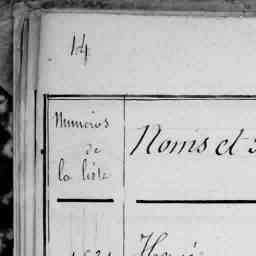 14
Numéros
de
la liste
Noms et